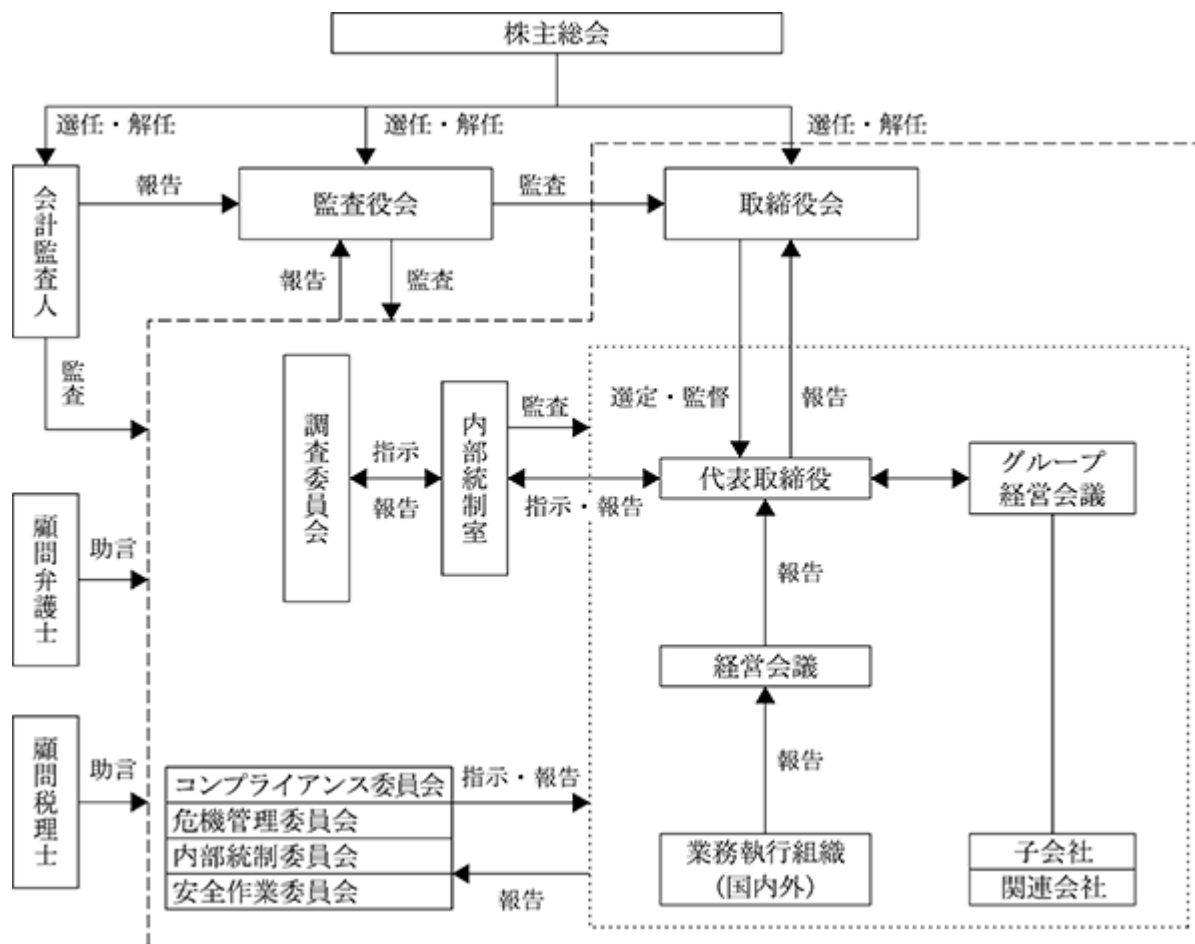 株主総会
選任・解任
選任・解任
選任・解任
会計監査人
報告
監査役会
監査
取締役会
報告
監査
監査
調査委員会
指示
報告
内部統制室
監査
指示・報告
選定・監督
報告
代表取締役
グループ
経営会議
報告
経営会議
報告
業務執行組織
(国内外)
子会社
関連会社
顧問弁護士
助言
顧問税理士
助言
コンプライアンス委員会
危機管理委員会
内部統制委員会
安全作業委員会
指示・報告
報告